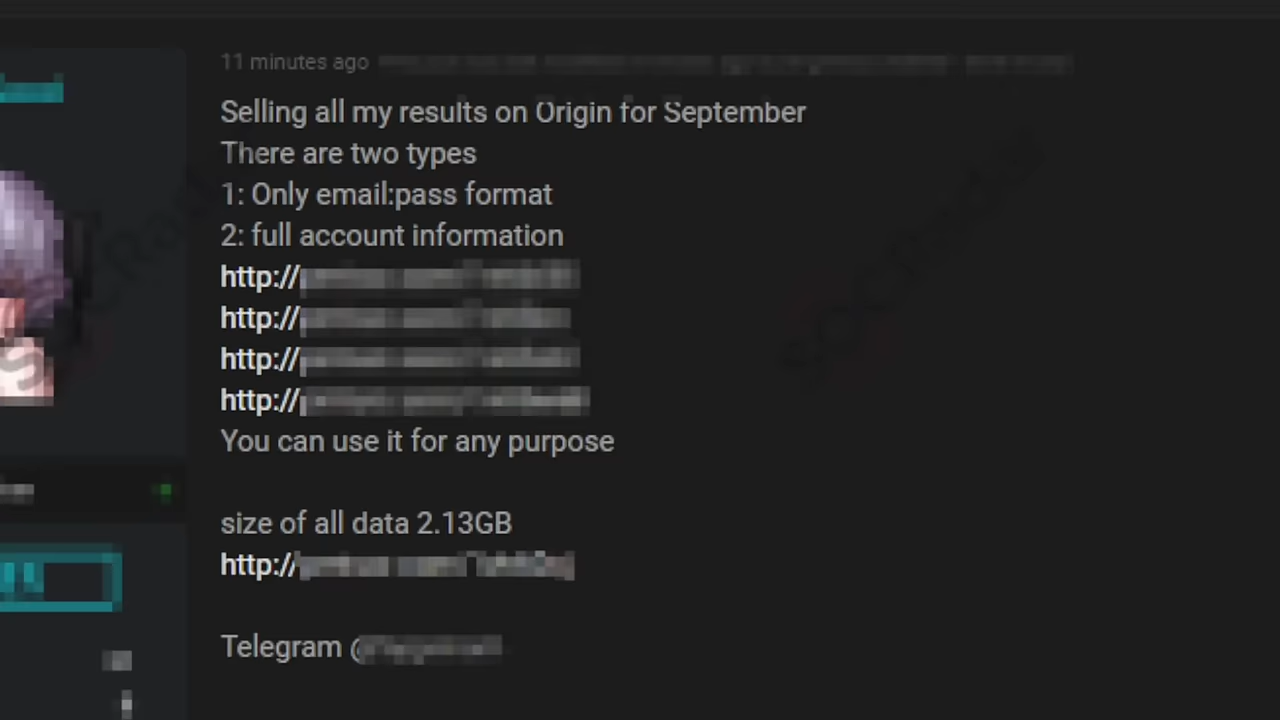 11 minutes ago
Selling all my results on Origin for September
There are two types
1: Only email:pass format
2: full account information
http://
http://
http://
http://
You can use it for any purpose
size of all data 2.13GB
http://
Telegram @